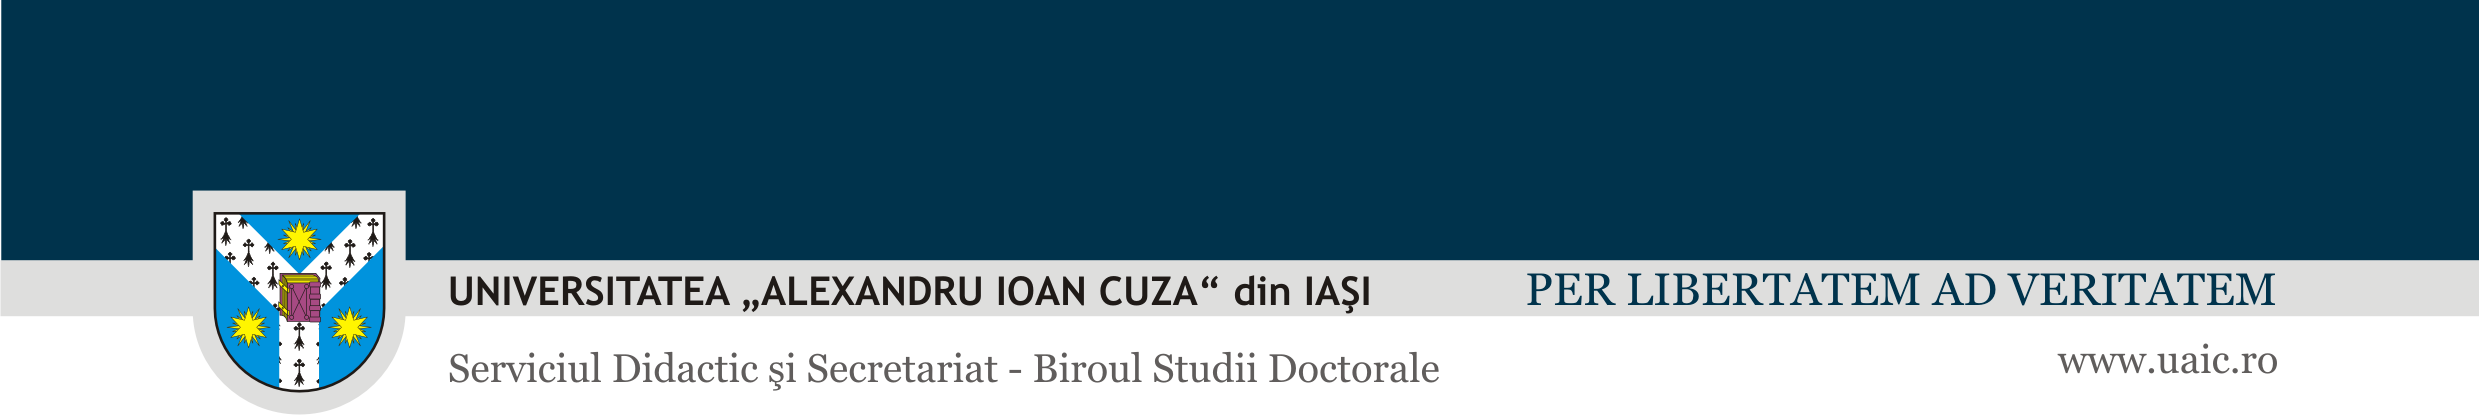 UNIVERSITATEA „ALEXANDRU IOAN CUZA“ din IAŞI
PER LIBERTATEM AD VERITATEM
Serviciul Didactic şi Secretariat - Biroul Studii Doctorale
www.uaic.ro